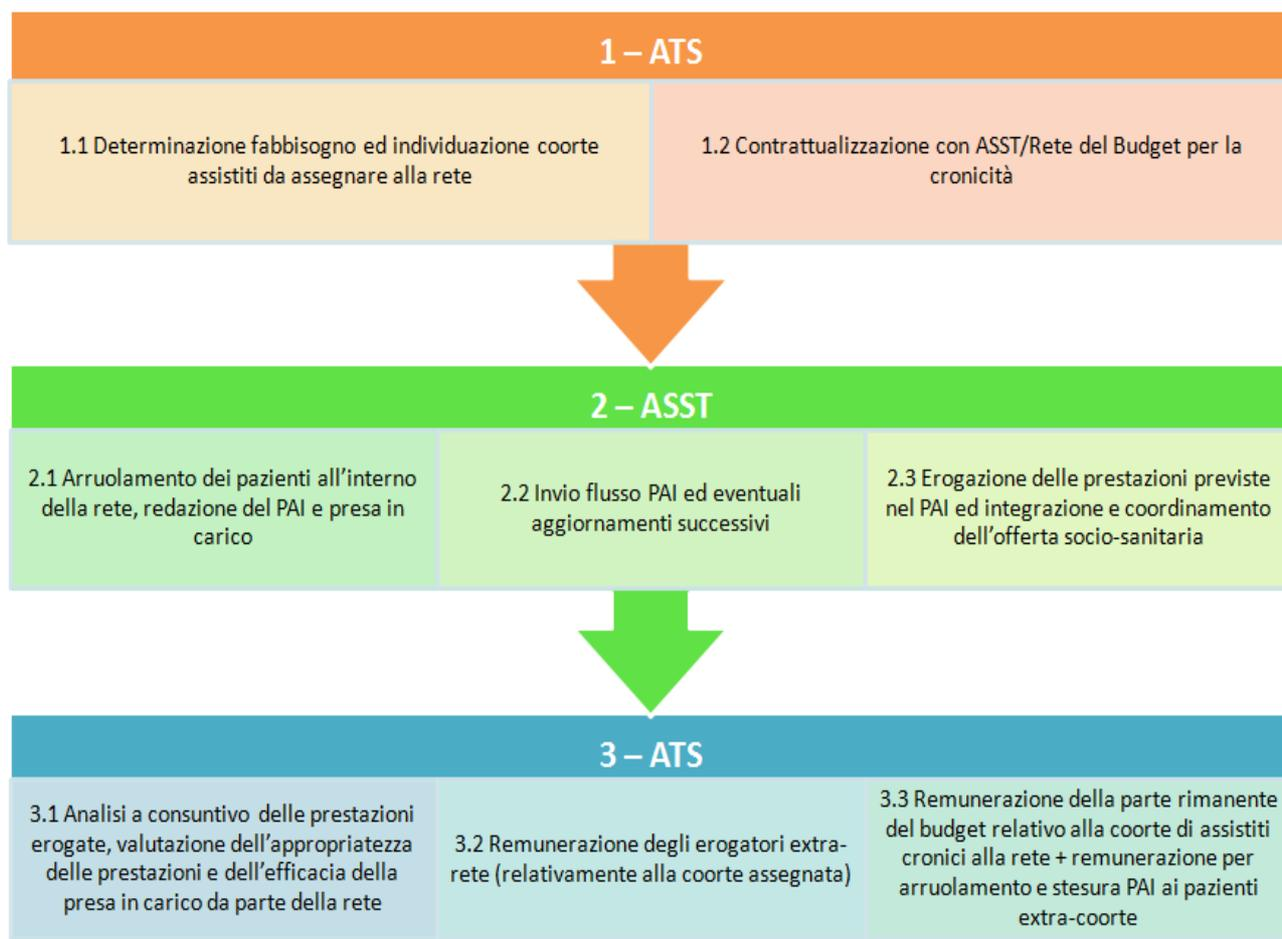 1 – ATS
1.1 Determinazione fabbisogno ed individuazione coorte
assistiti da assegnare alla rete
1.2 Contrattualizzazione con ASST/Rete del Budget per la
cronicità
2 – ASST
2.1 Arruolamento dei pazienti all’interno
della rete, redazione del PAI e presa in
carico
2.2 Invio flusso PAI ed eventuali
aggiornamenti successivi
2.3 Erogazione delle prestazioni previste
nel PAI ed integrazione e coordinamento
dell’offerta socio-sanitaria
3 – ATS
3.1 Analisi a consuntivo delle prestazioni
erogate, valutazione dell’appropriatezza
delle prestazioni e dell’efficacia della
presa in carico da parte della rete
3.2 Remunerazione degli erogatori extra-
rete (relativamente alla coorte assegnata)
3.3 Remunerazione della parte rimanente
del budget relativo alla coorte di assistiti
cronici alla rete + remunerazione per
arruolamento e stesura PAI ai pazienti
extra-coorte